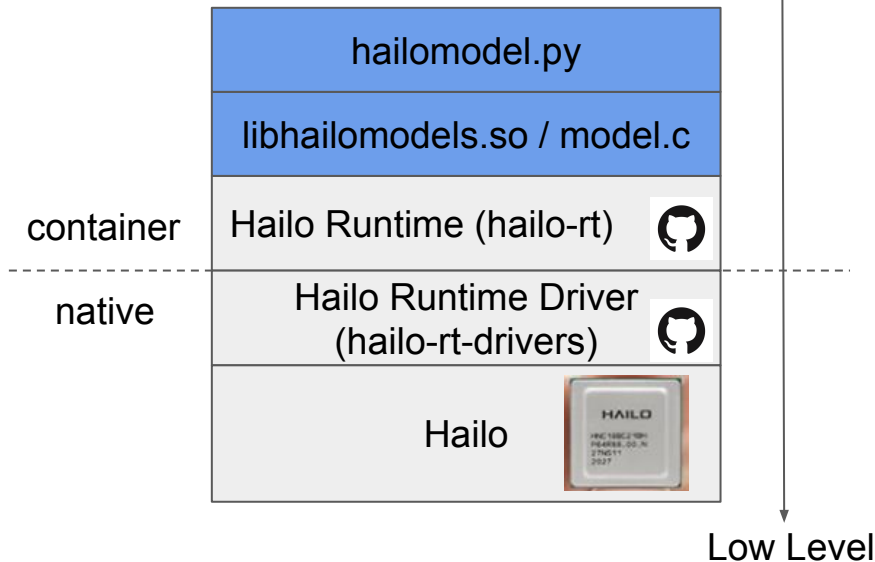 hailomodel.py
libhailomodels.so / model.c
container
Hailo Runtime (hailo-rt)
native
Hailo Runtime Driver
(hailo-rt-drivers)
Hailo
HAILO
2027
Low Level